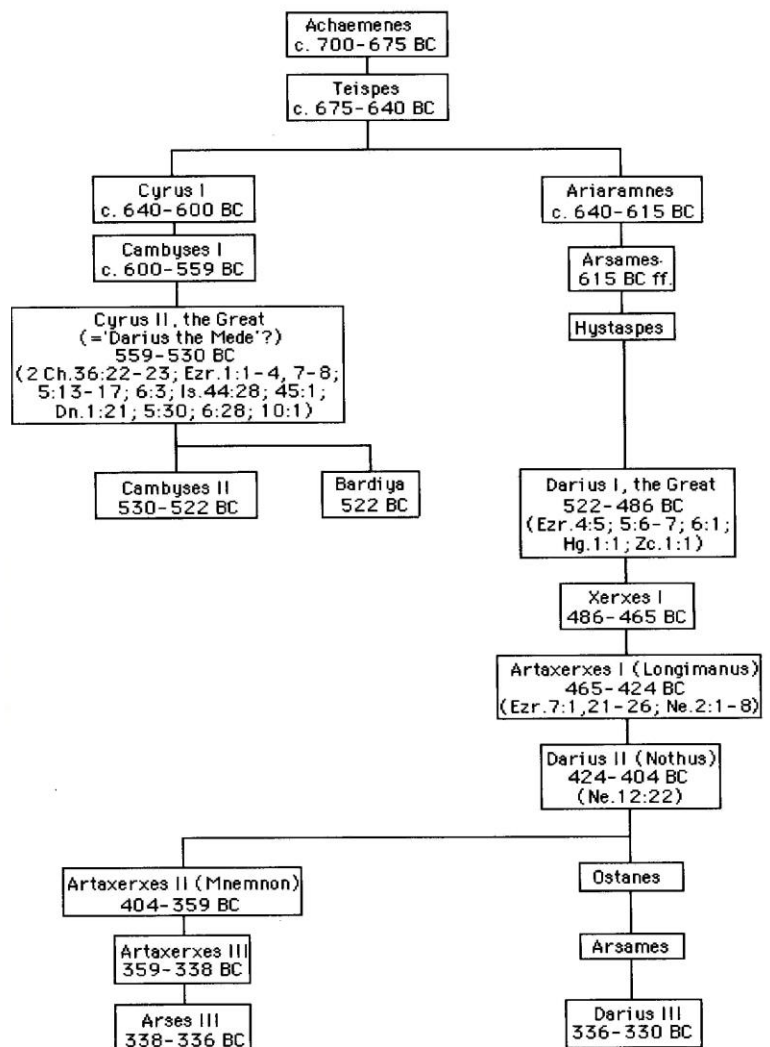 Achaemenes
c. 700-675 BC
Teispes
c. 675-640 BC
Cyrus I
c. 640-600 BC
Ariaramnes
c. 640-615 BC
Cambyses I
c. 600-559 BC
Arsames
615 BC ff.
Cyrus II, the Great
(='Darius the Mede'?)
559-530 BC
(2 Ch.36:22-23; Ezr.1:1-4, 7-8;
5:13-17; 6:3; Is.44:28; 45:1;
Dn.1:21; 5:30; 6:28; 10:1)
Hystaspes
Cambyses II
530-522 BC
Bardiya
522 BC
Darius I, the Great
522-486 BC
(Ezr.4:5; 5:6-7; 6:1;
Hg.1:1; Zc.1:1)
Xerxes I
486-465 BC
Artaxerxes I (Longimanus)
465-424 BC
(Ezr.7:1,21-26; Ne.2:1-8)
Darius II (Nothus)
424-404 BC
(Ne.12:22)
Artaxerxes II (Mnemnon)
404-359 BC
Ostanes
Artaxerxes III
359-338 BC
Arsames
Arses III
338-336 BC
Darius III
336-330 BC